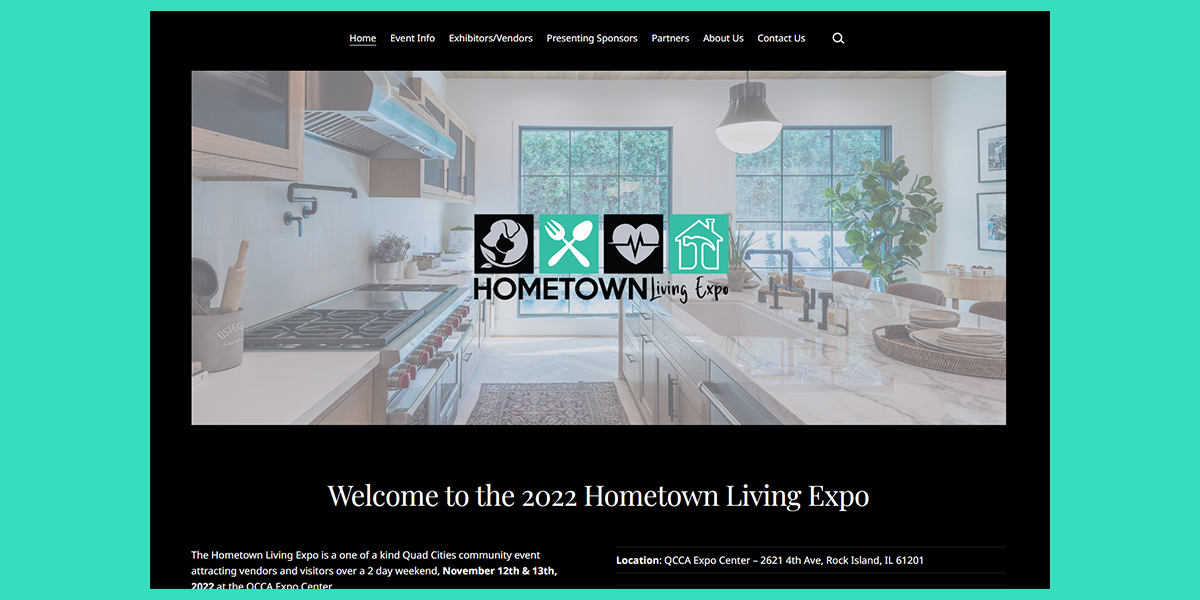 Home Event Info Exhibitors/Vendors Presenting Sponsors Partners About Us Contact Us
HOMETOWN Living Expo
Welcome to the 2022 Hometown Living Expo
The Hometown Living Expo is a one of a kind Quad Cities community event
attracting vendors and visitors over a 2 day weekend, November 12th & 13th,
2022 at the QCCA Expo Center.
Location: QCCA Expo Center – 2621 4th Ave, Rock Island, IL 61201